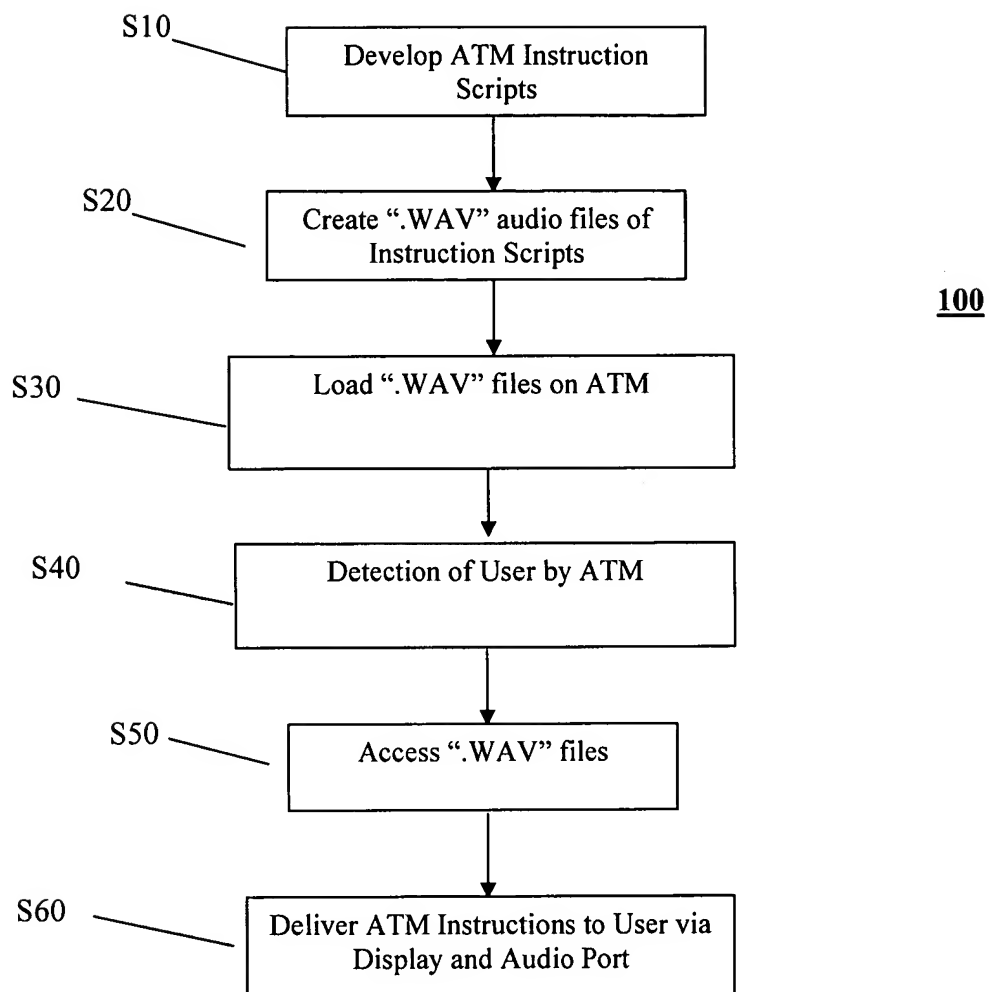 S10
Develop ATM Instruction
Scripts
S20
Create “.WAV” audio files of
Instruction Scripts
100
S30
Load “.WAV” files on ATM
S40
Detection of User by ATM
S50
Access “.WAV” files
S60
Deliver ATM Instructions to User via
Display and Audio Port